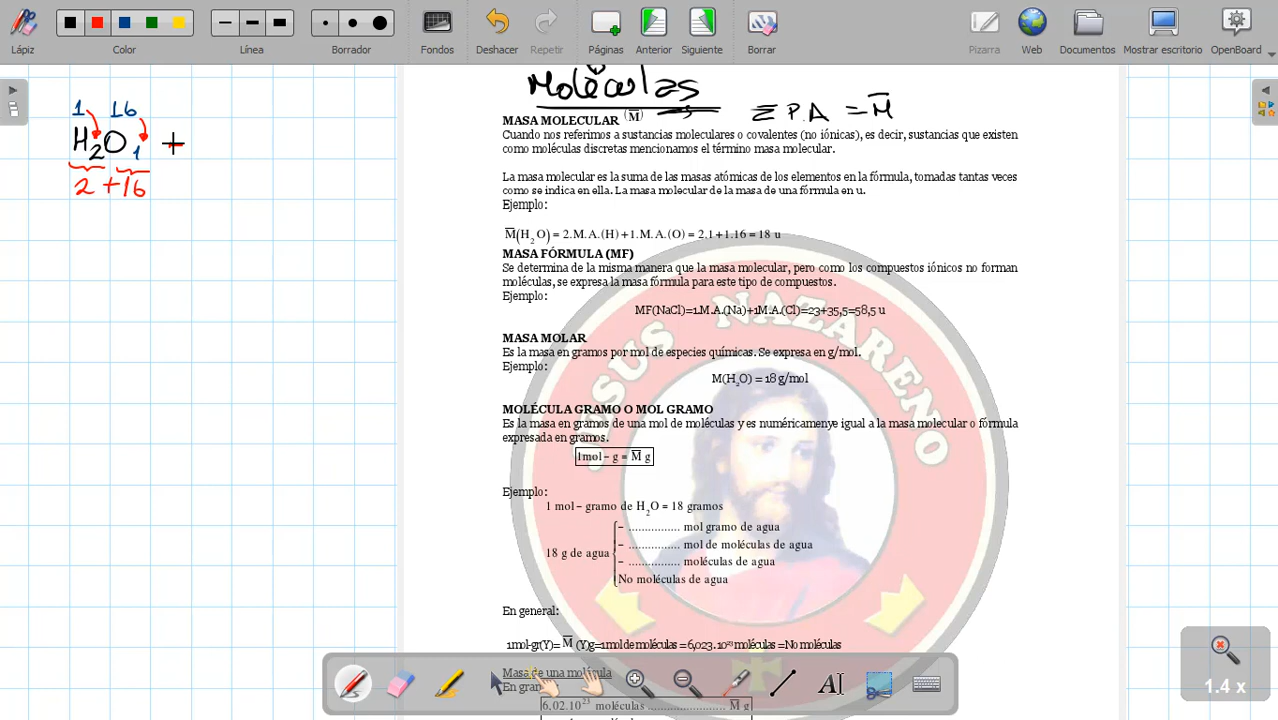 Lápiz Color Línea Borrador Fondos Deshacer Repetir Páginas Anterior Siguiente Borrar Pizarra Web Documentos Mostrar escritorio OpenBoard
Moléculas
1 16
H2O1 +
2 + 16
Σ P.A = M̅
MASA MOLECULAR (M̅)
Cuando nos referimos a sustancias moleculares o covalentes (no iónicas), es decir, sustancias que existen
como moléculas discretas mencionamos el término masa molecular.
La masa molecular es la suma de las masas atómicas de los elementos en la fórmula, tomadas tantas veces
como se indica en ella. La masa molecular de la masa de una fórmula en u.
Ejemplo:
M̅(H2O) = 2.M.A.(H) + 1.M.A.(O) = 2.1 + 1.16 = 18 u
MASA FÓRMULA (MF)
Se determina de la misma manera que la masa molecular, pero como los compuestos iónicos no forman
moléculas, se expresa la masa fórmula para este tipo de compuestos.
Ejemplo:
MF(NaCl)=1.M.A.(Na)+1M.A.(Cl)=23+35,5=58,5 u
MASA MOLAR
Es la masa en gramos por mol de especies químicas. Se expresa en g/mol.
Ejemplo:
M(H2O) = 18 g/mol
MOLÉCULA GRAMO O MOL GRAMO
Es la masa en gramos de una mol de moléculas y es numéricamenye igual a la masa molecular o fórmula
expresada en gramos.
1mol – g = M̅ g
Ejemplo:
1 mol – gramo de H2O = 18 gramos
18 g de agua
– ................ mol gramo de agua
– ................ mol de moléculas de agua
– ................ moléculas de agua
No moléculas de agua
En general:
1mol-gr(Y)= M̅ (Y)g=1mol de moléculas = 6,023.10²³ moléculas =No moléculas
Masa de una molécula
En gran
6,02.10²³ moléculas ........................ M̅ g
JESUS NAZARENO
1.4 x